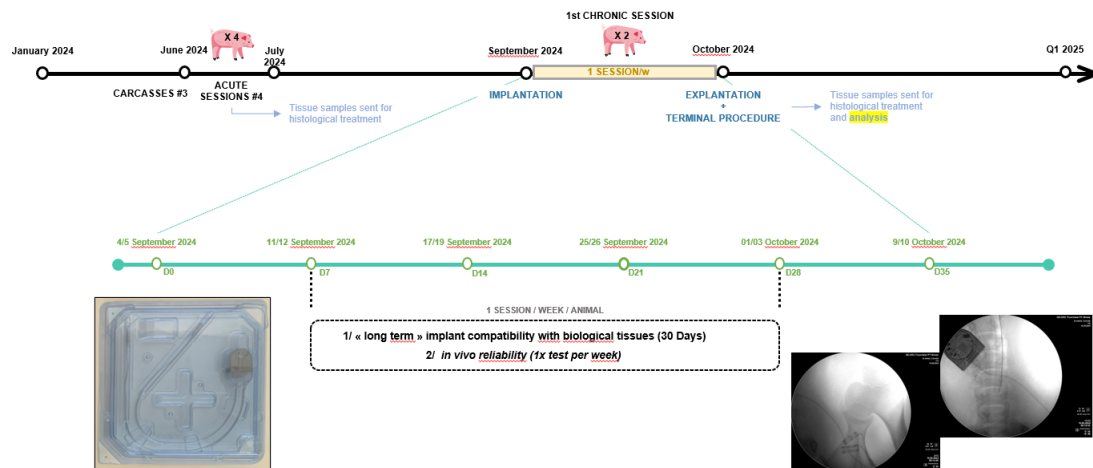 1st CHRONIC SESSION
January 2024
June 2024
X 4
July
2024
September 2024
X 2
October 2024
Q1 2025
1 SESSION/w
CARCASSES #3
ACUTE
SESSIONS #4
IMPLANTATION
EXPLANTATION
+
TERMINAL PROCEDURE
Tissue samples sent for
histological treatment
Tissue samples sent for
histological treatment
and analysis
4/5 September 2024
11/12 September 2024
17/19 September 2024
25/26 September 2024
01/03 October 2024
9/10 October 2024
D0
D7
D14
D21
D28
D35
1 SESSION / WEEK / ANIMAL
1/ « long term » implant compatibility with biological tissues (30 Days)
2/ in vivo reliability (1x test per week)